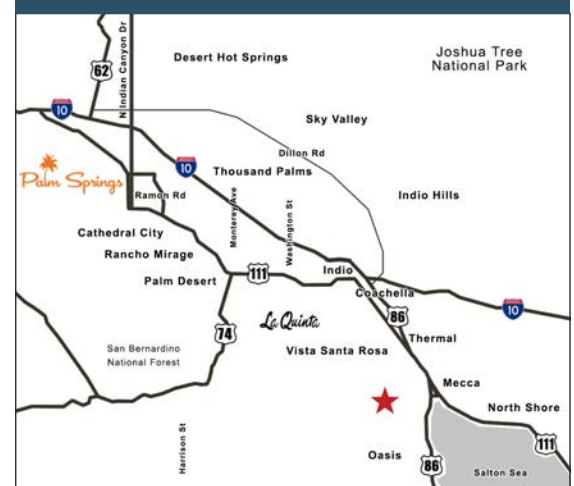 Joshua Tree
National Park
Desert Hot Springs
N Indian Canyon Dr
62
10
Sky Valley
Dillon Rd
10
Thousand Palms
Palm Springs
Ramon Rd
Indio Hills
Monterey Ave
Washington St
Cathedral City
Rancho Mirage
Palm Desert
111
Indio
Coachella
10
86
La Quinta
74
Thermal
San Bernardino
National Forest
Vista Santa Rosa
Mecca
North Shore
Harrison St
Oasis
86
111
Salton Sea